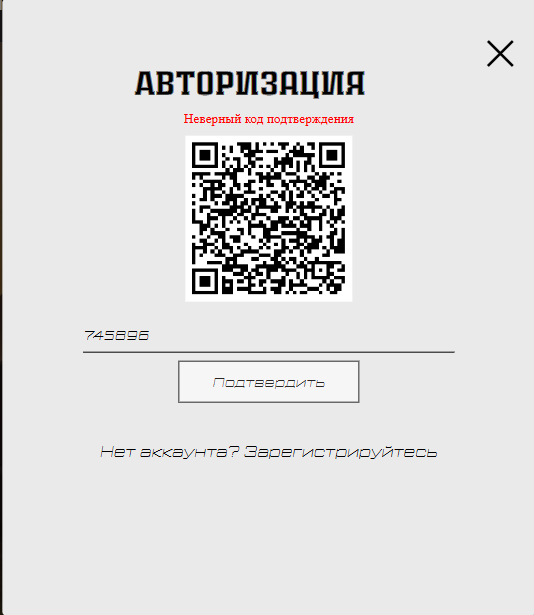 АВТОРИЗАЦИЯ
Неверный код подтверждения
745896
Подтвердить
Нет аккаунта? Зарегистрируйтесь